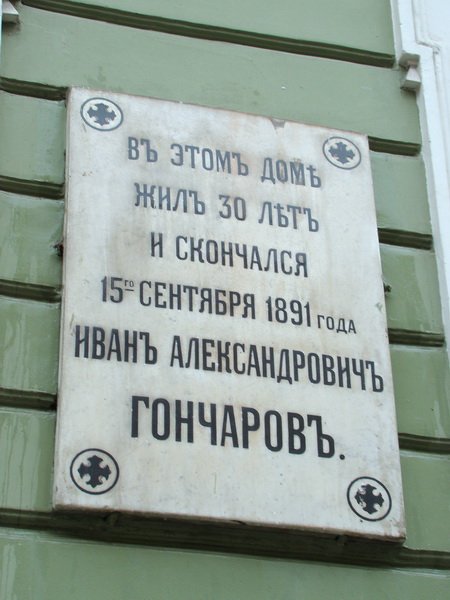 ВЪ ЭТОМЪ ДОМѢ
ЖИЛЪ 30 ЛѢТЪ
И СКОНЧАЛСЯ
15го СЕНТЯБРЯ 1891 ГОДА
ИВАНЪ АЛЕКСАНДРОВИЧЪ
ГОНЧАРОВЪ.